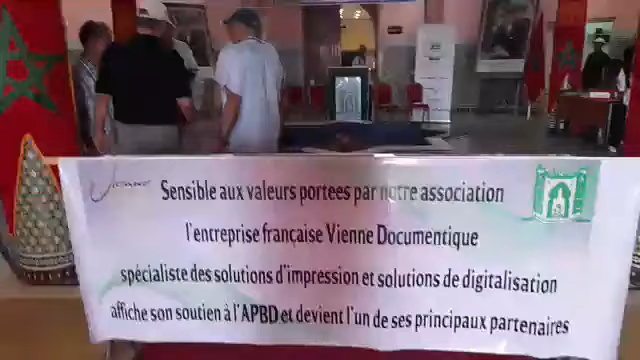 Sensible aux valeurs portées par notre association
l'entreprise française Vienne Documentique
spécialiste des solutions d'impression et solutions de digitalisation
affiche son soutien à l'APBD et devient l'un de ses principaux partenaires